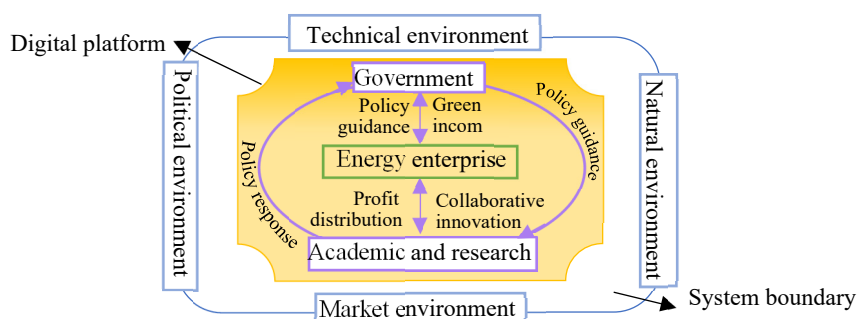 Technical environment
Digital platform
Political environment
Government
Natural environment
Policy guidance
Green incom
Policy guidance
Energy enterprise
Policy response
Profit distribution
Collaborative innovation
Academic and research
Market environment
System boundary